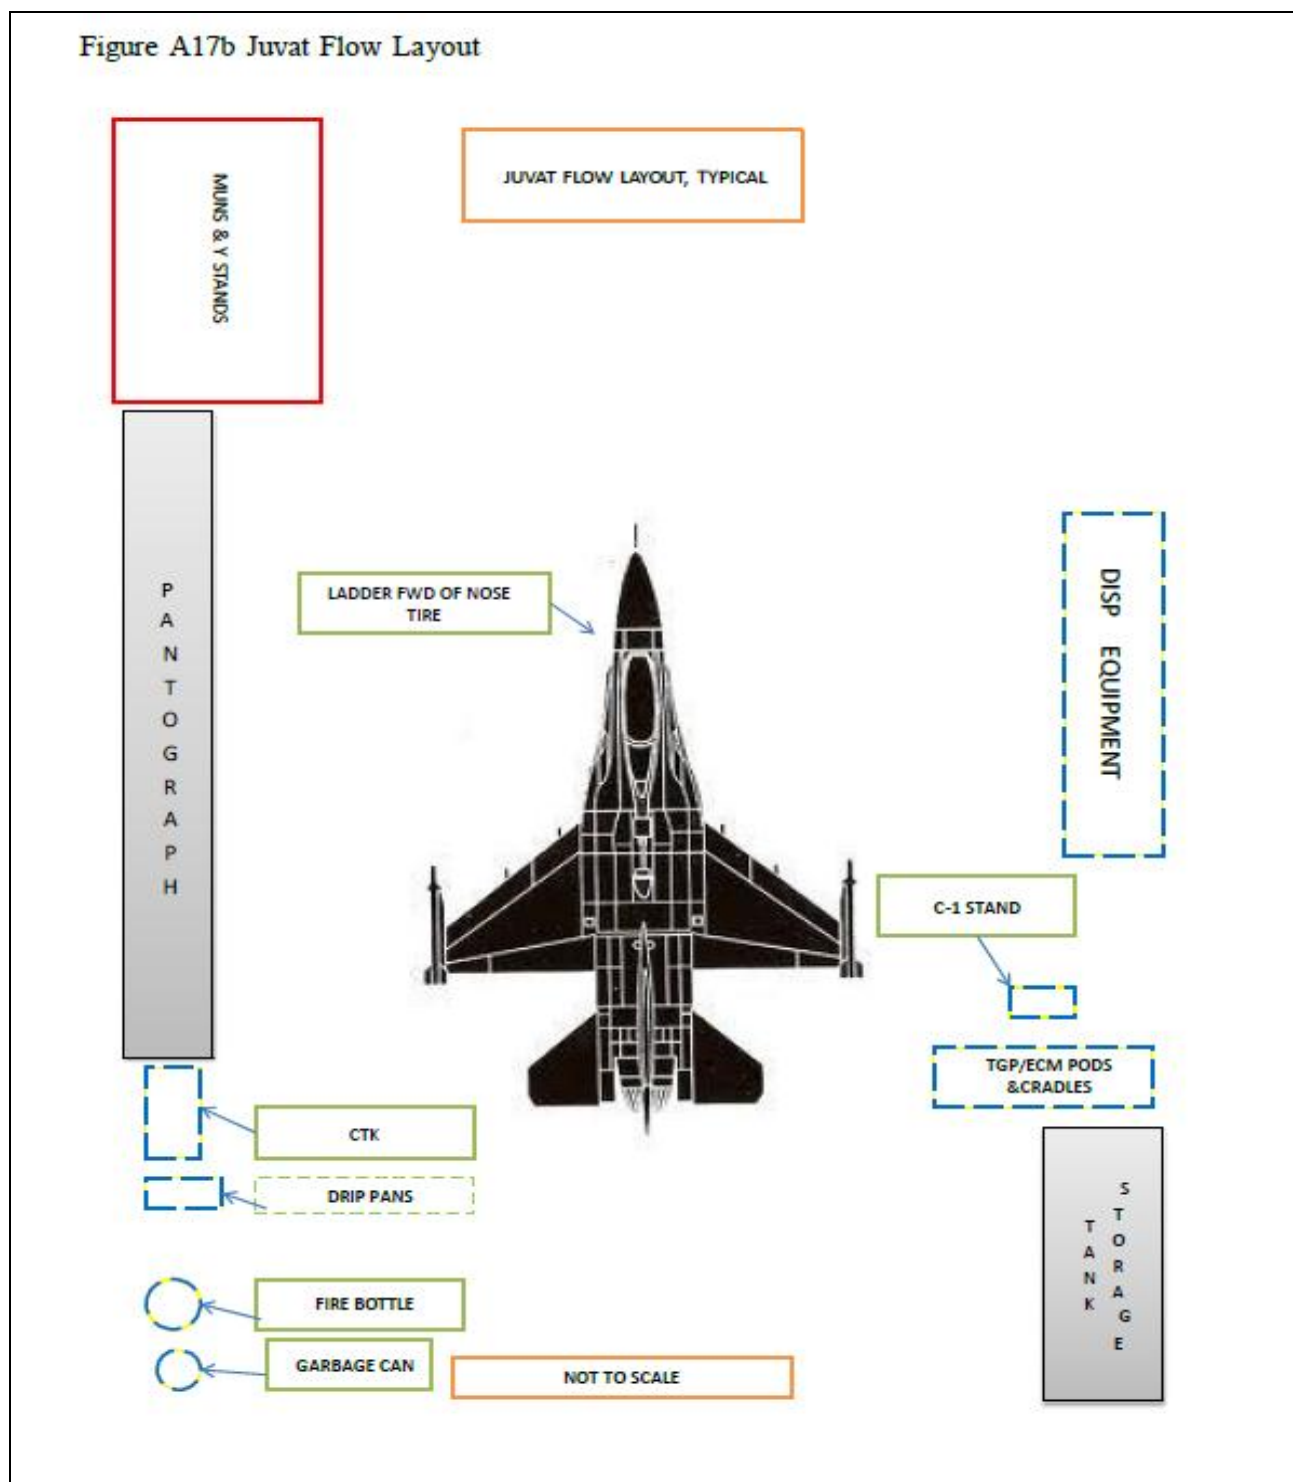 Figure A17b Juvat Flow Layout
MUNS & Y STANDS
JUVAT FLOW LAYOUT, TYPICAL
PANTOGRAPH
LADDER FWD OF NOSE
TIRE
DISP EQUIPMENT
C-1 STAND
TGP/ECM PODS
&CRADLES
CTK
DRIP PANS
STORAGE
TANK
FIRE BOTTLE
GARBAGE CAN
NOT TO SCALE